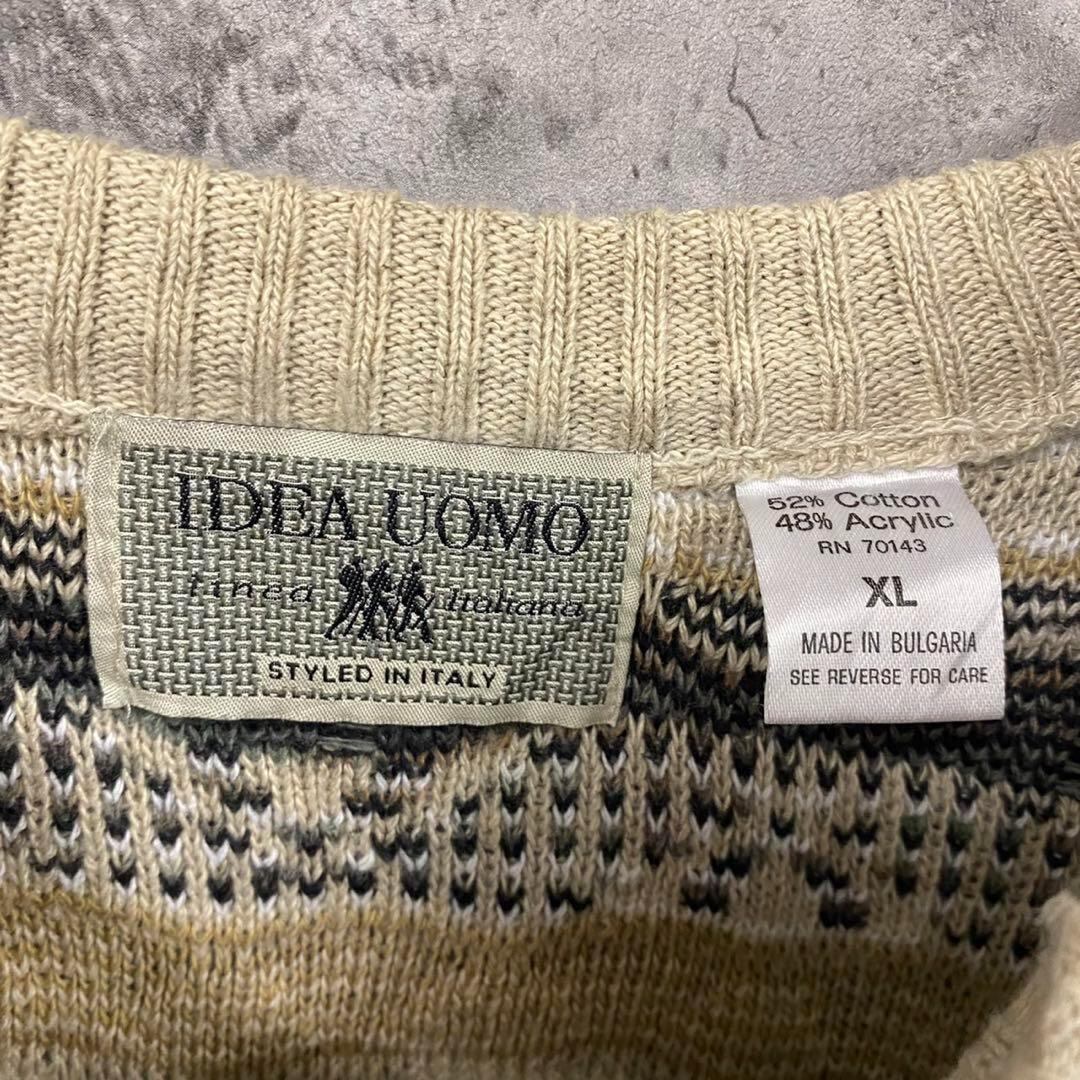 IDEA UOMO
linea italiana
STYLED IN ITALY
52% Cotton
48% Acrylic
RN 70143
XL
MADE IN BULGARIA
SEE REVERSE FOR CARE